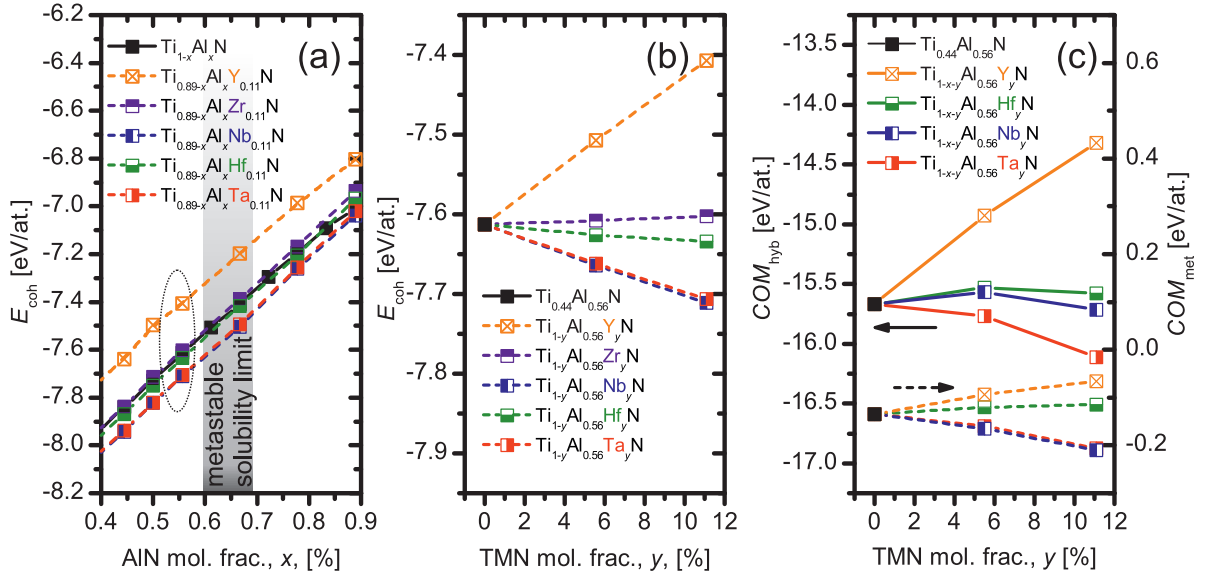 (a)
Ti1-xAlxN
Ti0.89-xAlxY0.11N
Ti0.89-xAlxZr0.11N
Ti0.89-xAlxNb0.11N
Ti0.89-xAlxHf0.11N
Ti0.89-xAlxTa0.11N
metastable
solubility limit
Ecoh [eV/at.]
-6.2
-6.4
-6.6
-6.8
-7.0
-7.2
-7.4
-7.6
-7.8
-8.0
-8.2
0.4 0.5 0.6 0.7 0.8 0.9
AlN mol. frac., x, [%]
(b)
Ecoh [eV/at.]
-7.4
-7.5
-7.6
-7.7
-7.8
-7.9
Ti0.44Al0.56N
Ti1-yAl0.56YyN
Ti1-yAl0.56ZryN
Ti1-yAl0.56NbyN
Ti1-yAl0.56HfyN
Ti1-yAl0.56TayN
0 2 4 6 8 10 12
TMN mol. frac., y, [%]
(c)
Ti0.44Al0.56N
Ti1-x-yAl0.56YyN
Ti1-x-yAl0.56HfyN
Ti1-x-yAl0.56NbyN
Ti1-x-yAl0.56TayN
COMhyb [eV/at.]
-13.5
-14.0
-14.5
-15.0
-15.5
-16.0
-16.5
-17.0
0.6
0.4
0.2
0.0
-0.2
COMmet [eV/at.]
0 2 4 6 8 10 12
TMN mol. frac., y [%]